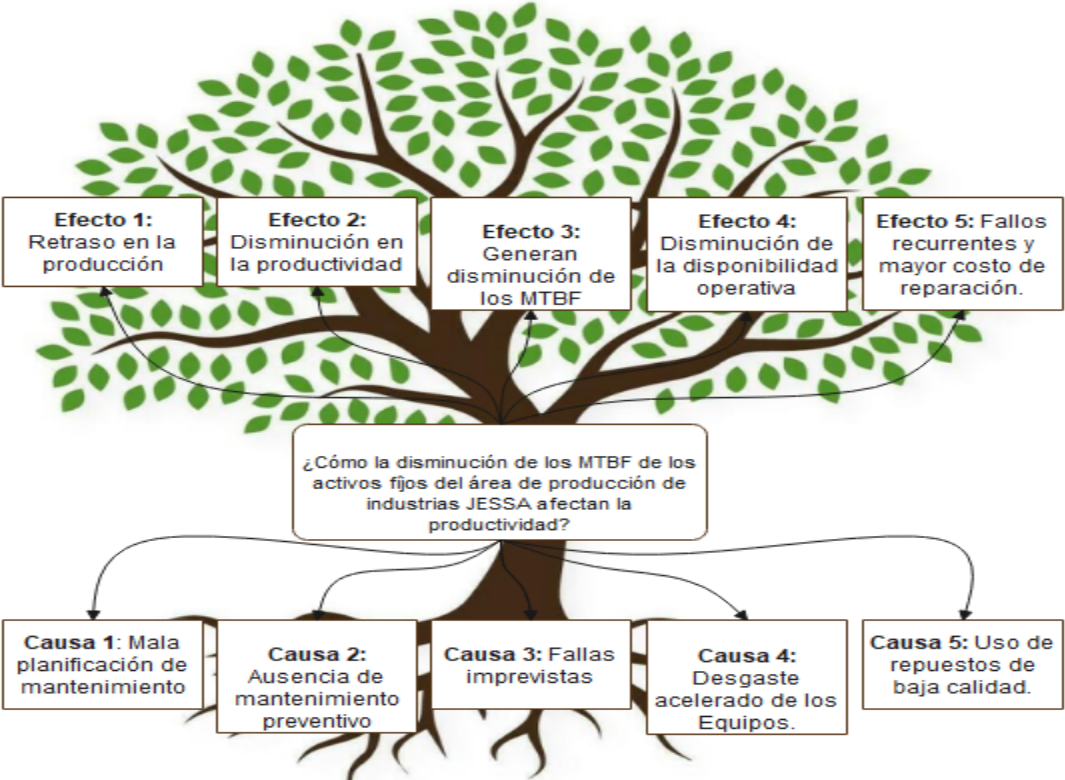 Efecto 1:
Retraso en la
producción
Efecto 2:
Disminución en
la productividad
Efecto 3:
Generan
disminución de
los MTBF
Efecto 4:
Disminución de
la disponibilidad
operativa
Efecto 5: Fallos
recurrentes y
mayor costo de
reparación.
¿Cómo la disminución de los MTBF de los
activos fijos del área de producción de
industrias JESSA afectan la
productividad?
Causa 1: Mala
planificación de
mantenimiento
Causa 2:
Ausencia de
mantenimiento
preventivo
Causa 3: Fallas
imprevistas
Causa 4:
Desgaste
acelerado de los
Equipos.
Causa 5: Uso de
repuestos de
baja calidad.